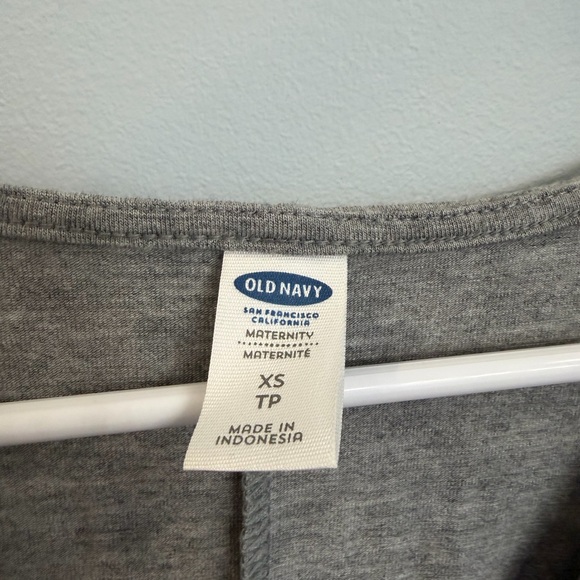 OLD NAVY
SAN FRANCISCO
CALIFORNIA
MATERNITY
MATERNITÉ
XS
TP
MADE IN
INDONESIA